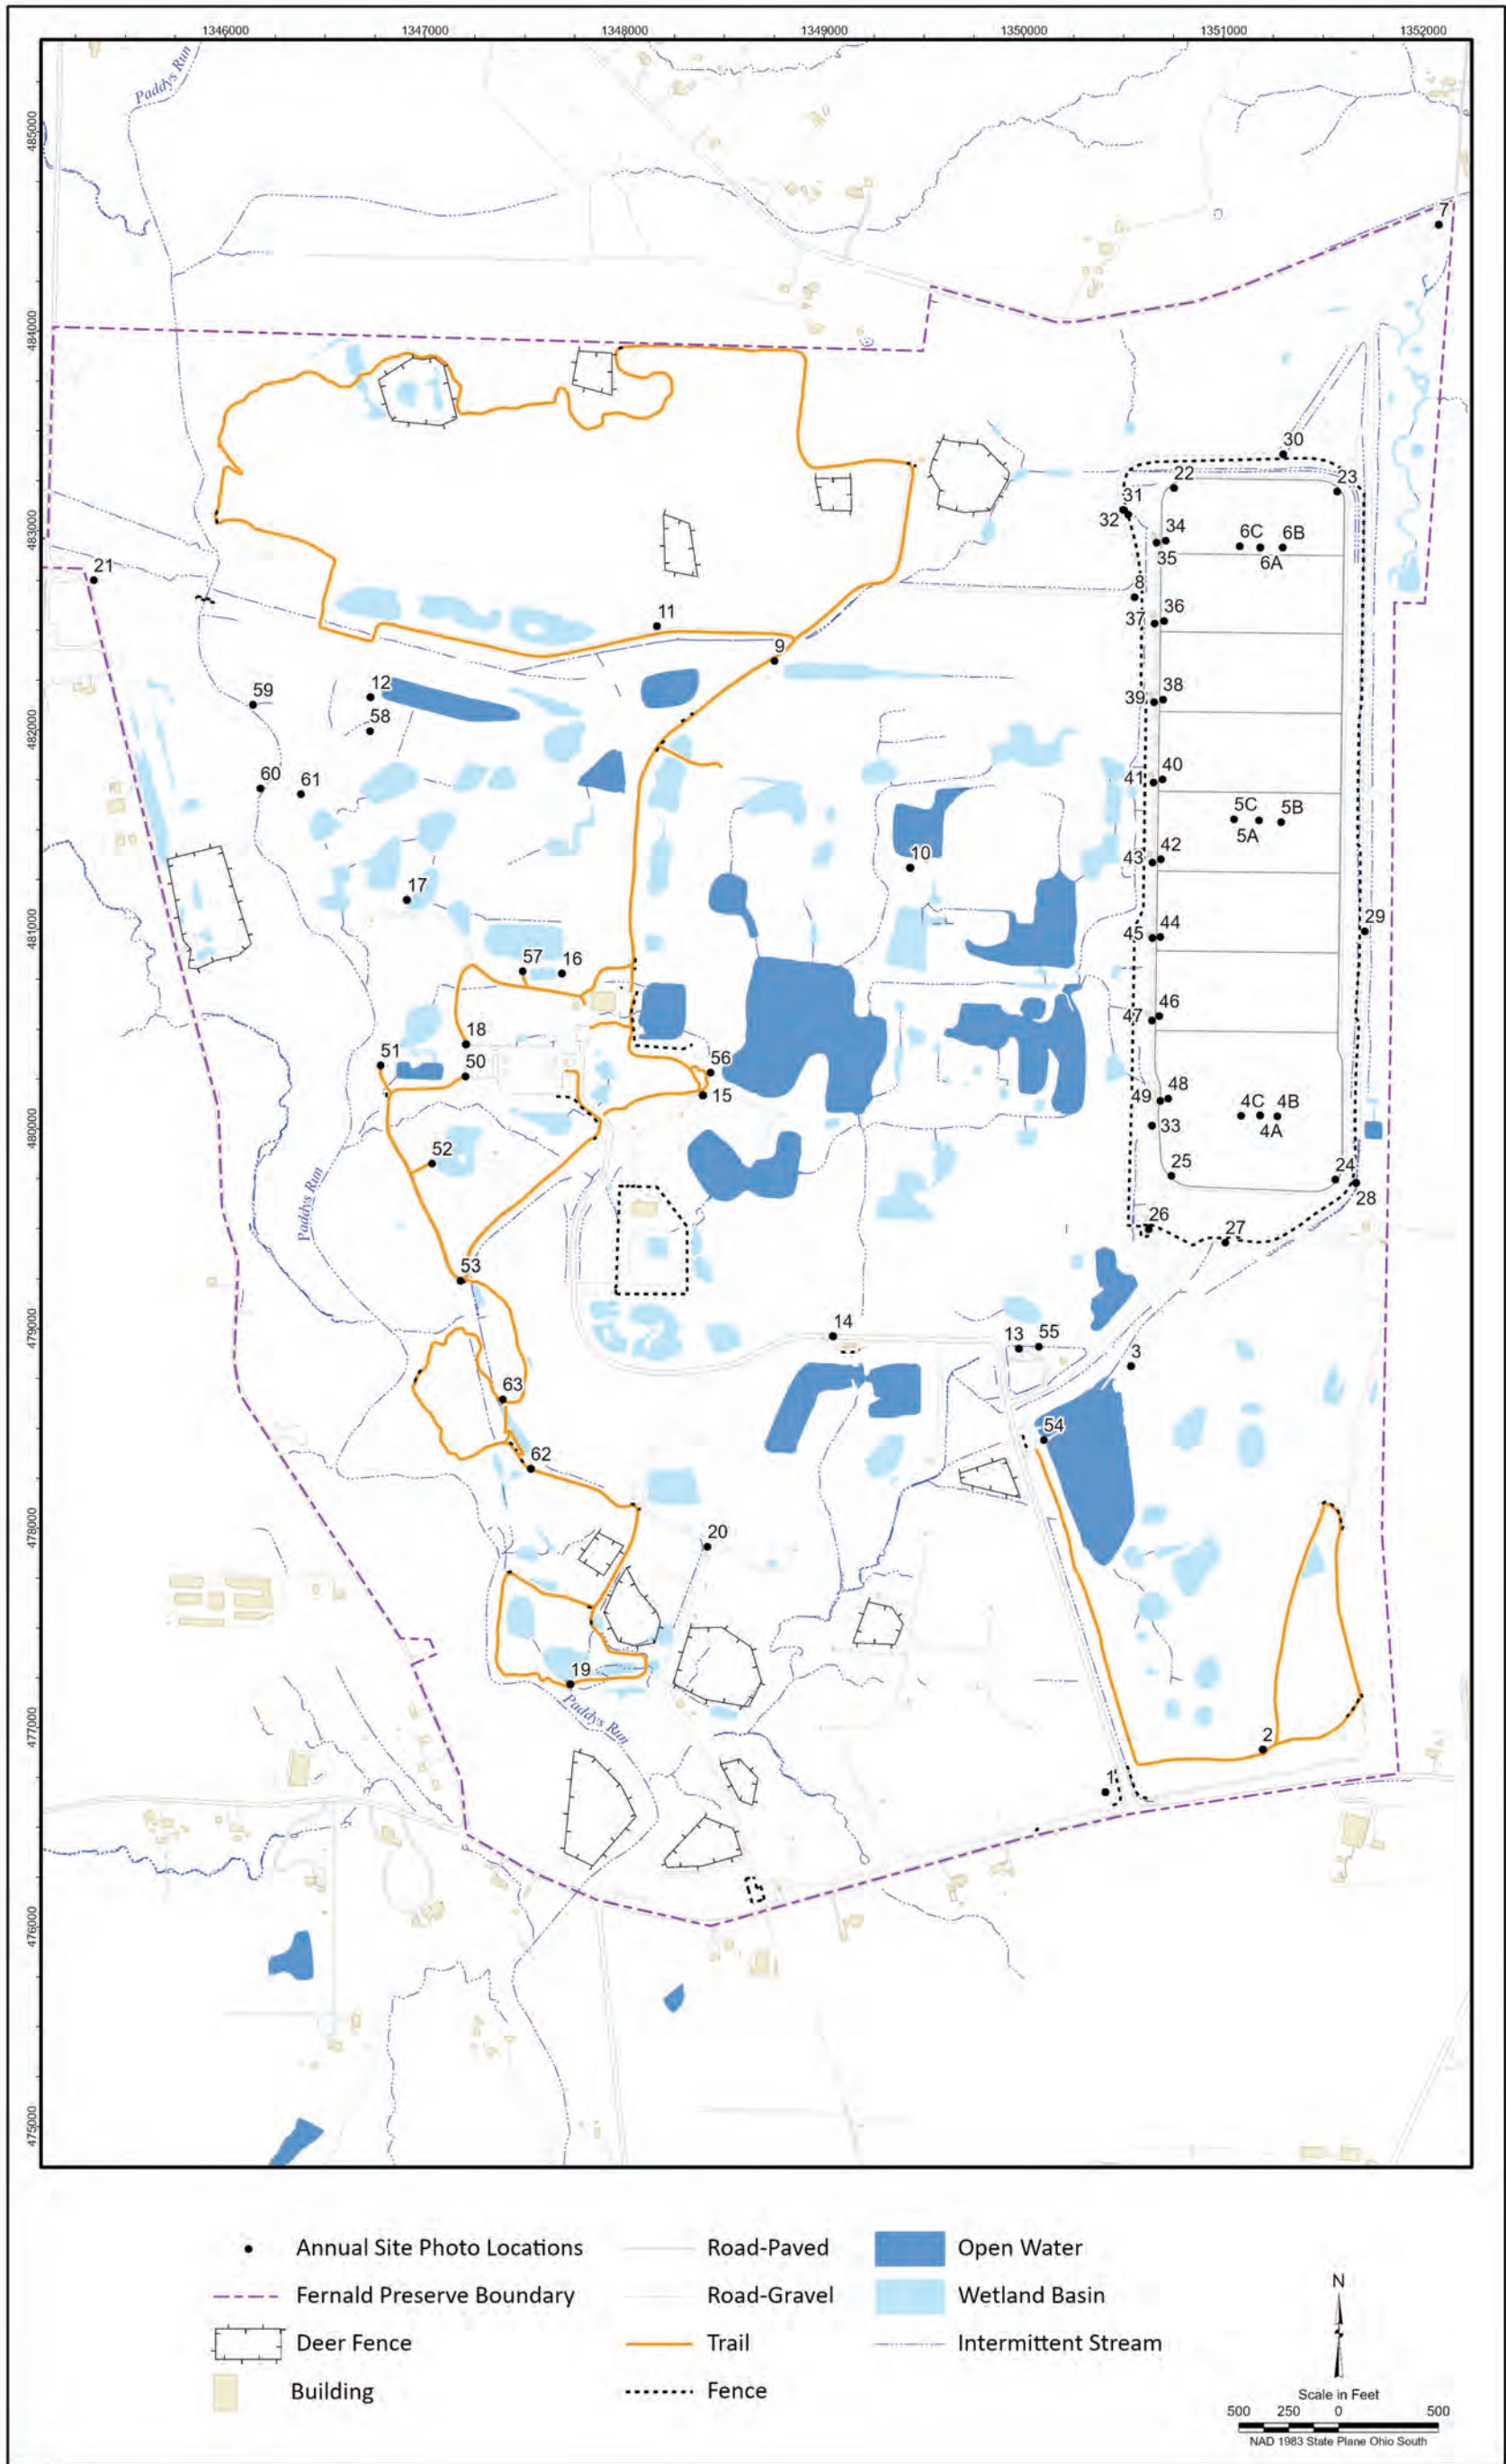 1346000 1347000 1348000 1349000 1350000 1351000 1352000
Paddys Run
485000
7
484000
30
22 23
31
32
34
35
6C 6B
6A
483000
21
8
11
36
37
9
12
59
38
39
58
482000
60 61
40
41
5C 5B
5A
10
42
43
17
481000
29
44
45
57 16
46
47
18
51 50
56
15
48
49
4C 4B
4A
480000
33
52
25 24
28
Paddys Run
26 27
53
479000
14
13 55
3
63
54
62
478000
20
19
Paddys Run
477000
2
1
476000
475000
Annual Site Photo Locations
Fernald Preserve Boundary
Deer Fence
Building
Road-Paved
Road-Gravel
Trail
Fence
Open Water
Wetland Basin
Intermittent Stream
N
Scale in Feet
500 250 0 500
NAD 1983 State Plane Ohio South